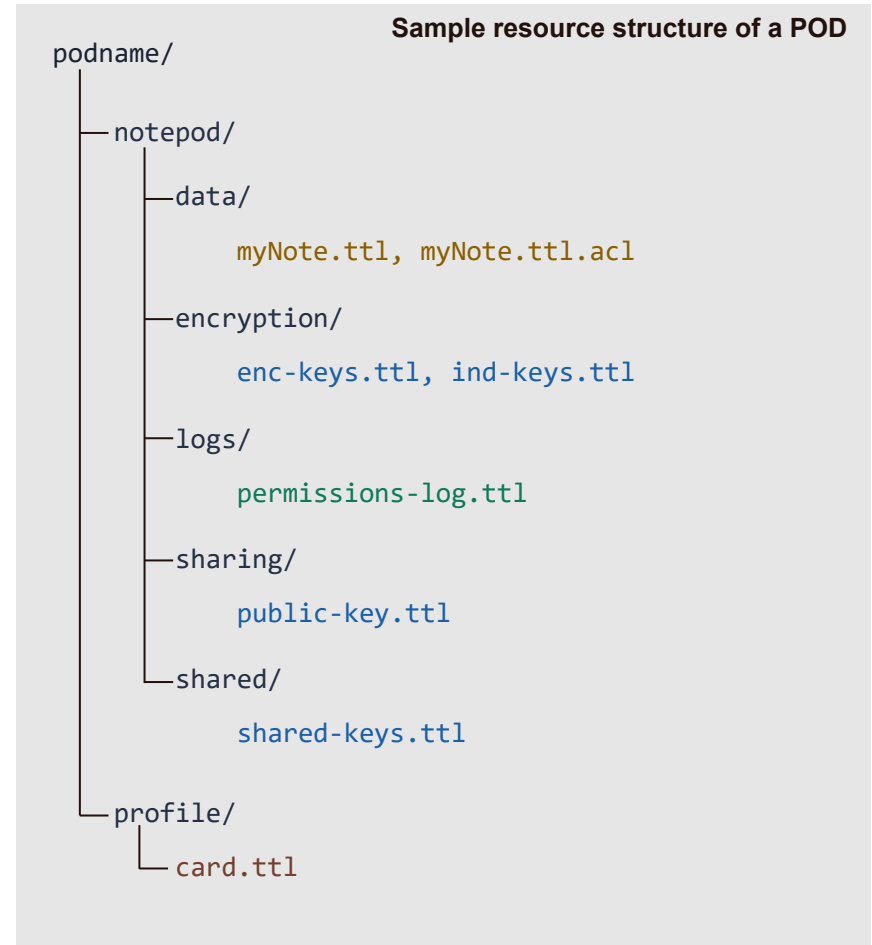 Sample resource structure of a POD
podname/
notepod/
data/
myNote.ttl, myNote.ttl.acl
encryption/
enc-keys.ttl, ind-keys.ttl
logs/
permissions-log.ttl
sharing/
public-key.ttl
shared/
shared-keys.ttl
profile/
card.ttl